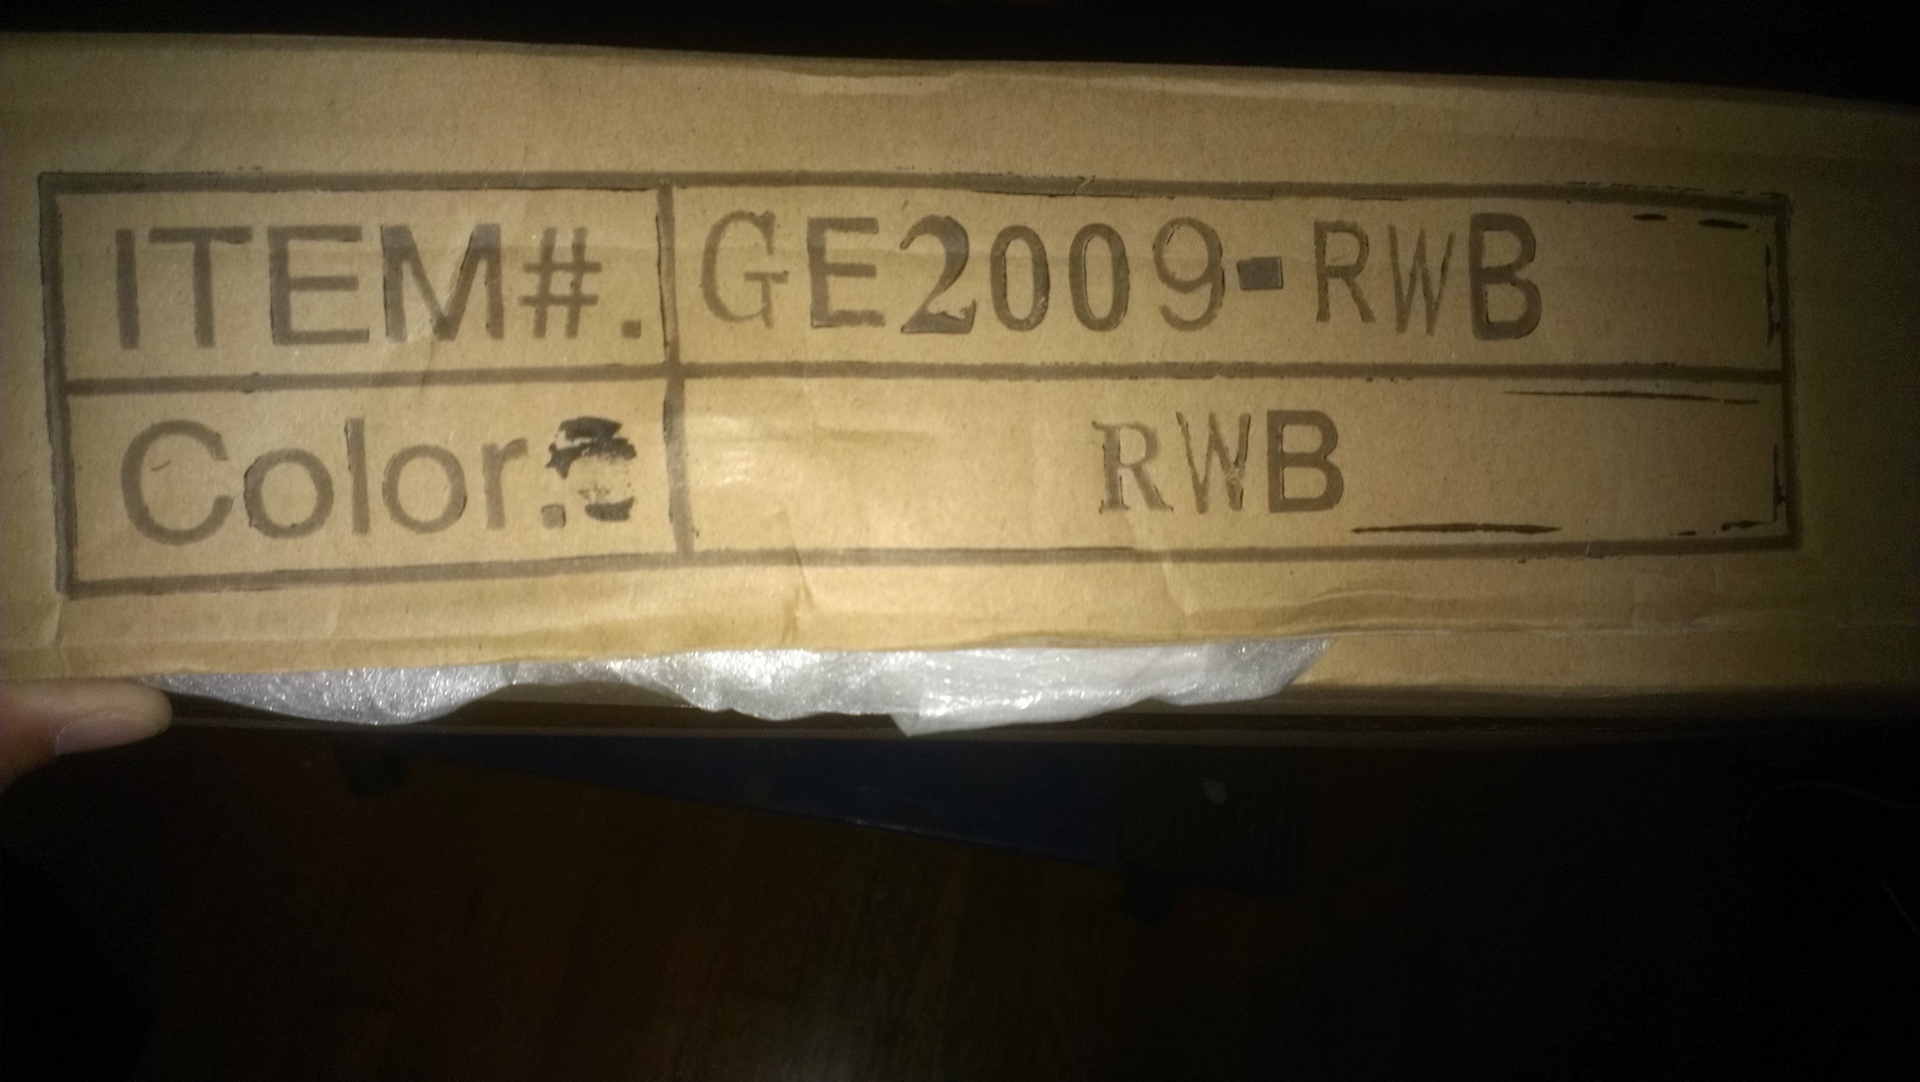 ITEM#. GE2009-RWB
Color. RWB